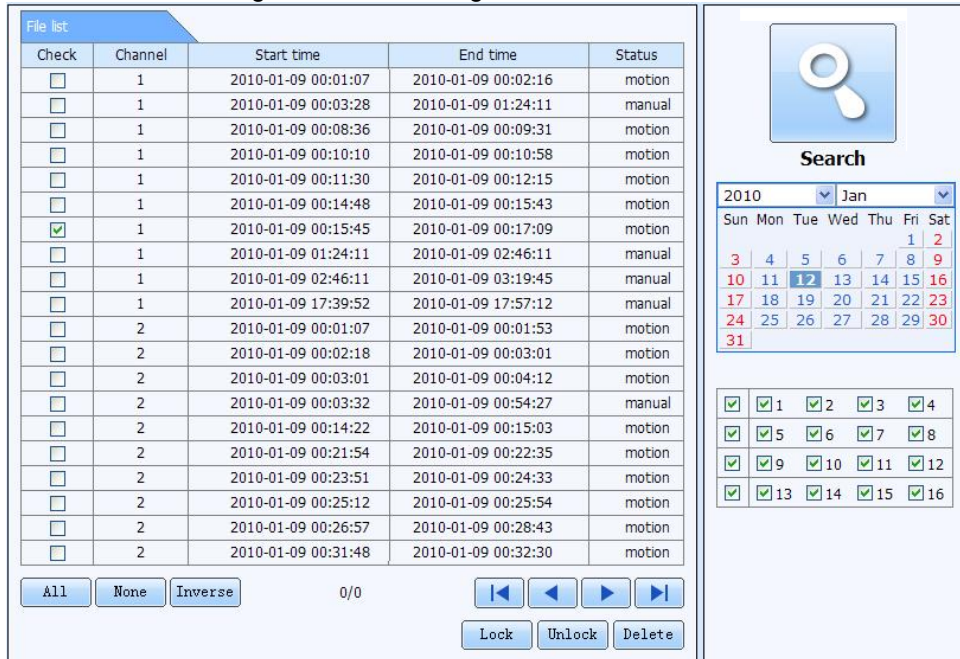 File list
Check Channel Start time End time Status
1 2010-01-09 00:01:07 2010-01-09 00:02:16 motion
1 2010-01-09 00:03:28 2010-01-09 01:24:11 manual
1 2010-01-09 00:08:36 2010-01-09 00:09:31 motion
1 2010-01-09 00:10:10 2010-01-09 00:10:58 motion
1 2010-01-09 00:11:30 2010-01-09 00:12:15 motion
1 2010-01-09 00:14:48 2010-01-09 00:15:43 motion
1 2010-01-09 00:15:45 2010-01-09 00:17:09 motion
1 2010-01-09 01:24:11 2010-01-09 02:46:11 manual
1 2010-01-09 02:46:11 2010-01-09 03:19:45 manual
1 2010-01-09 17:39:52 2010-01-09 17:57:12 manual
2 2010-01-09 00:01:07 2010-01-09 00:01:53 motion
2 2010-01-09 00:02:18 2010-01-09 00:03:01 motion
2 2010-01-09 00:03:01 2010-01-09 00:04:12 motion
2 2010-01-09 00:03:32 2010-01-09 00:54:27 manual
2 2010-01-09 00:14:22 2010-01-09 00:15:03 motion
2 2010-01-09 00:21:54 2010-01-09 00:22:35 motion
2 2010-01-09 00:23:51 2010-01-09 00:24:33 motion
2 2010-01-09 00:25:12 2010-01-09 00:25:54 motion
2 2010-01-09 00:26:57 2010-01-09 00:28:43 motion
2 2010-01-09 00:31:48 2010-01-09 00:32:30 motion
All None Inverse 0/0
Lock Unlock Delete
Search
2010 Jan
Sun Mon Tue Wed Thu Fri Sat
1 2
3 4 5 6 7 8 9
10 11 12 13 14 15 16
17 18 19 20 21 22 23
24 25 26 27 28 29 30
31
1 2 3 4
5 6 7 8
9 10 11 12
13 14 15 16